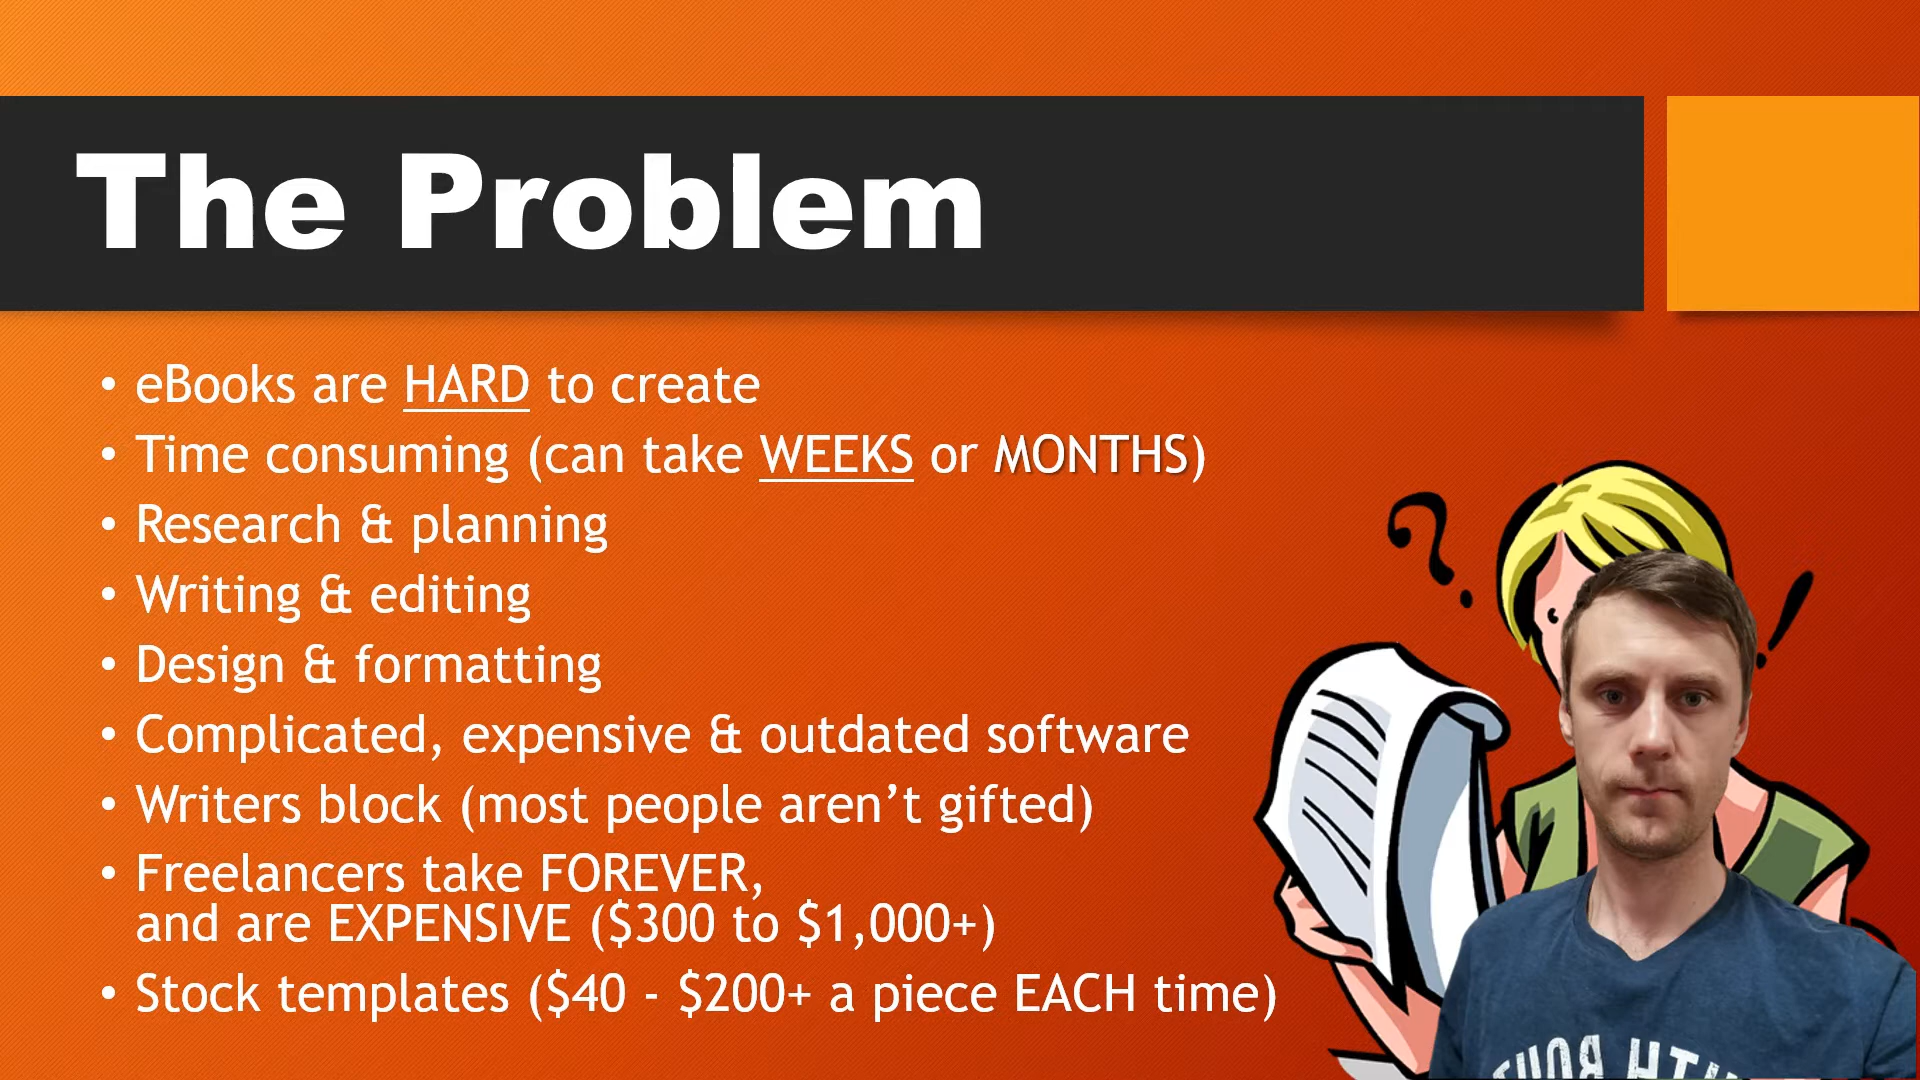 The Problem
• eBooks are HARD to create
• Time consuming (can take WEEKS or MONTHS)
• Research & planning
• Writing & editing
• Design & formatting
• Complicated, expensive & outdated software
• Writers block (most people aren’t gifted)
• Freelancers take FOREVER,
and are EXPENSIVE ($300 to $1,000+)
• Stock templates ($40 - $200+ a piece EACH time)